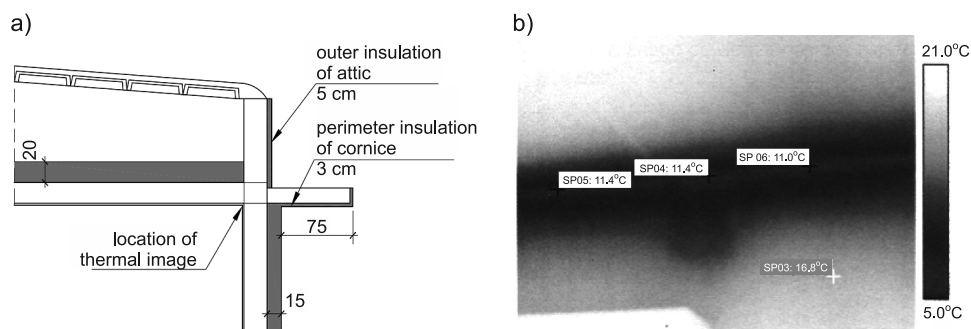 a)
outer insulation
of attic
5 cm
perimeter insulation
of cornice
3 cm
20
75
location of
thermal image
15
b)
21.0°C
SP05: 11.4°C
SP04: 11.4°C
SP 06: 11.0°C
SP03: 16.8°C
5.0°C